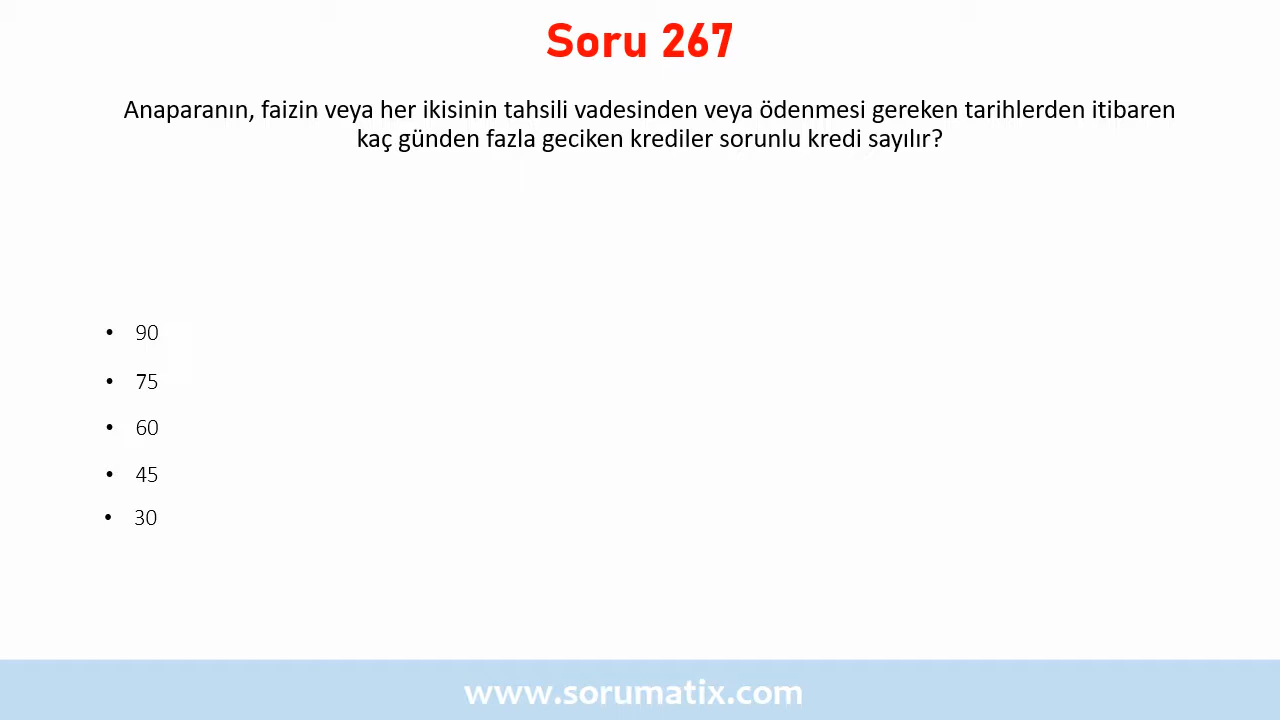 Soru 267
Anaparanın, faizin veya her ikisinin tahsili vadesinden veya ödenmesi gereken tarihlerden itibaren
kaç günden fazla geciken krediler sorunlu kredi sayılır?
• 90
• 75
• 60
• 45
• 30
www.sorumatix.com